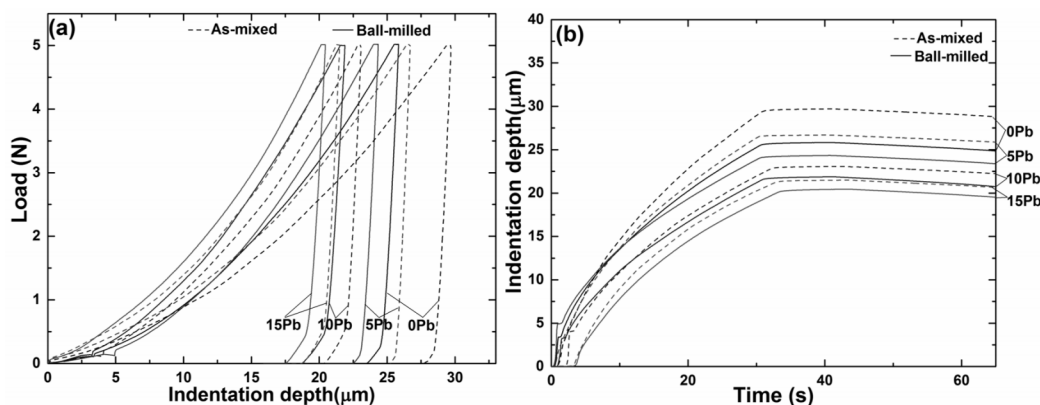 (a)
As-mixed
Ball-milled
Load (N)
5
4
3
2
1
0
15Pb
10Pb
5Pb
0Pb
0
5
10
15
20
25
30
Indentation depth(μm)
(b)
As-mixed
Ball-milled
Indentation depth(μm)
40
35
30
25
20
15
10
5
0
0Pb
5Pb
10Pb
15Pb
0
20
40
60
Time (s)